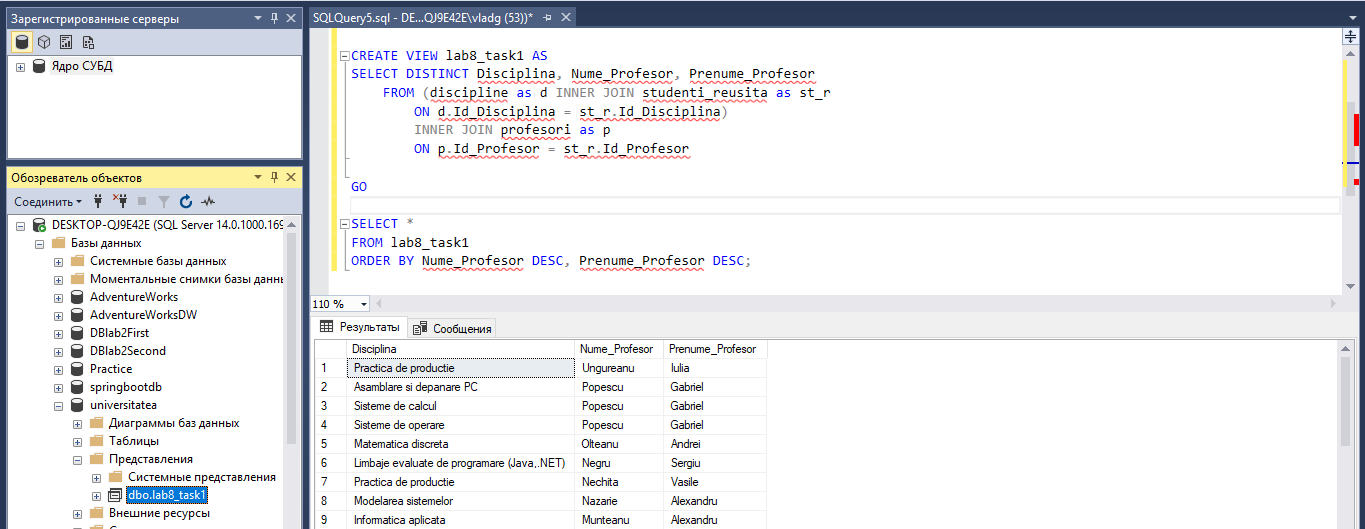 Зарегистрированные серверы
Ядро СУБД
Обозреватель объектов
Соединить
DESKTOP-QJ9E42E (SQL Server 14.0.1000.169
Базы данных
Системные базы данных
Моментальные снимки базы данн
AdventureWorks
AdventureWorksDW
DBlab2First
DBlab2Second
Practice
springbootdb
universitatea
Диаграммы баз данных
Таблицы
Представления
Системные представления
dbo.lab8_task1
Внешние ресурсы
SQLQuery5.sql - DE...QJ9E42E\vladg (53))*
CREATE VIEW lab8_task1 AS
SELECT DISTINCT Disciplina, Nume_Profesor, Prenume_Profesor
FROM (discipline as d INNER JOIN studenti_reusita as st_r
ON d.Id_Disciplina = st_r.Id_Disciplina)
INNER JOIN profesori as p
ON p.Id_Profesor = st_r.Id_Profesor
GO
SELECT *
FROM lab8_task1
ORDER BY Nume_Profesor DESC, Prenume_Profesor DESC;
110 %
Результаты Сообщения
Disciplina Nume_Profesor Prenume_Profesor
1 Practica de productie Ungureanu Iulia
2 Asamblare si depanare PC Popescu Gabriel
3 Sisteme de calcul Popescu Gabriel
4 Sisteme de operare Popescu Gabriel
5 Matematica discreta Olteanu Andrei
6 Limbaje evaluate de programare (Java,.NET) Negru Sergiu
7 Practica de productie Nechita Vasile
8 Modelarea sistemelor Nazarie Alexandru
9 Informatica aplicata Munteanu Alexandru